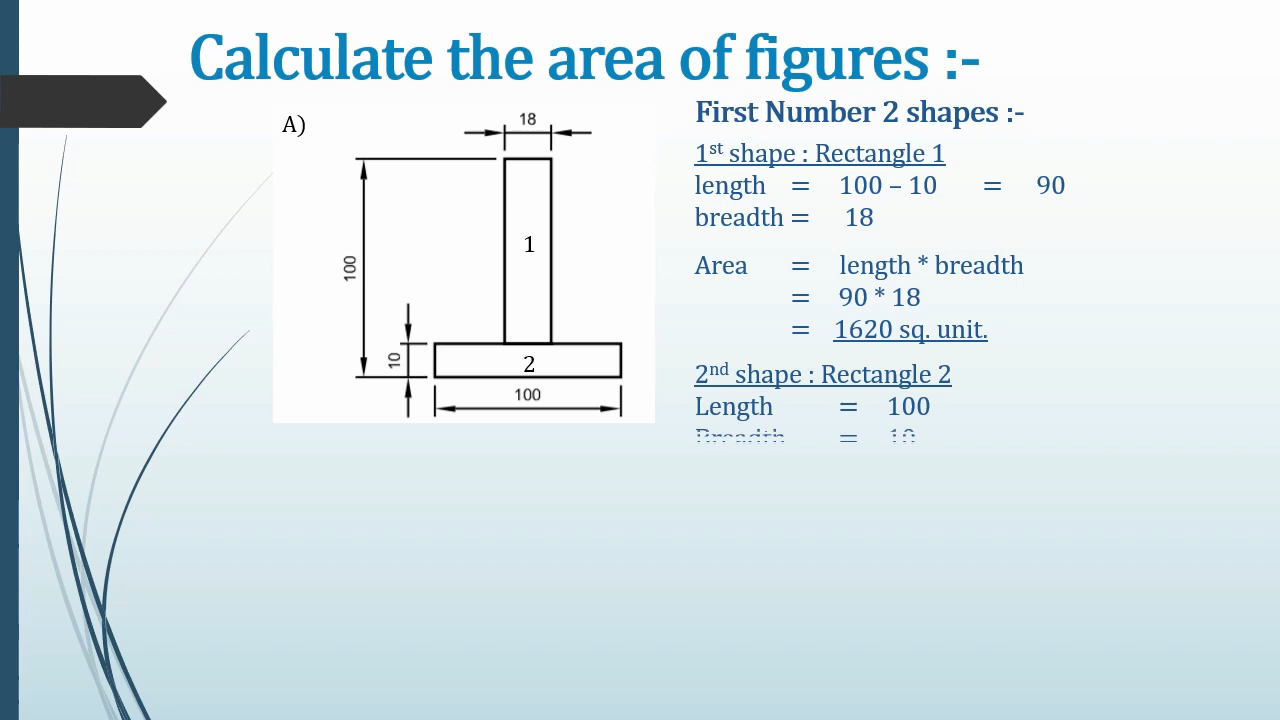 Calculate the area of figures :-
A)
18
100
1
10
2
100
First Number 2 shapes :-
1st shape : Rectangle 1
length = 100 – 10 = 90
breadth = 18
Area = length * breadth
= 90 * 18
= 1620 sq. unit.
2nd shape : Rectangle 2
Length = 100
Breadth = 10